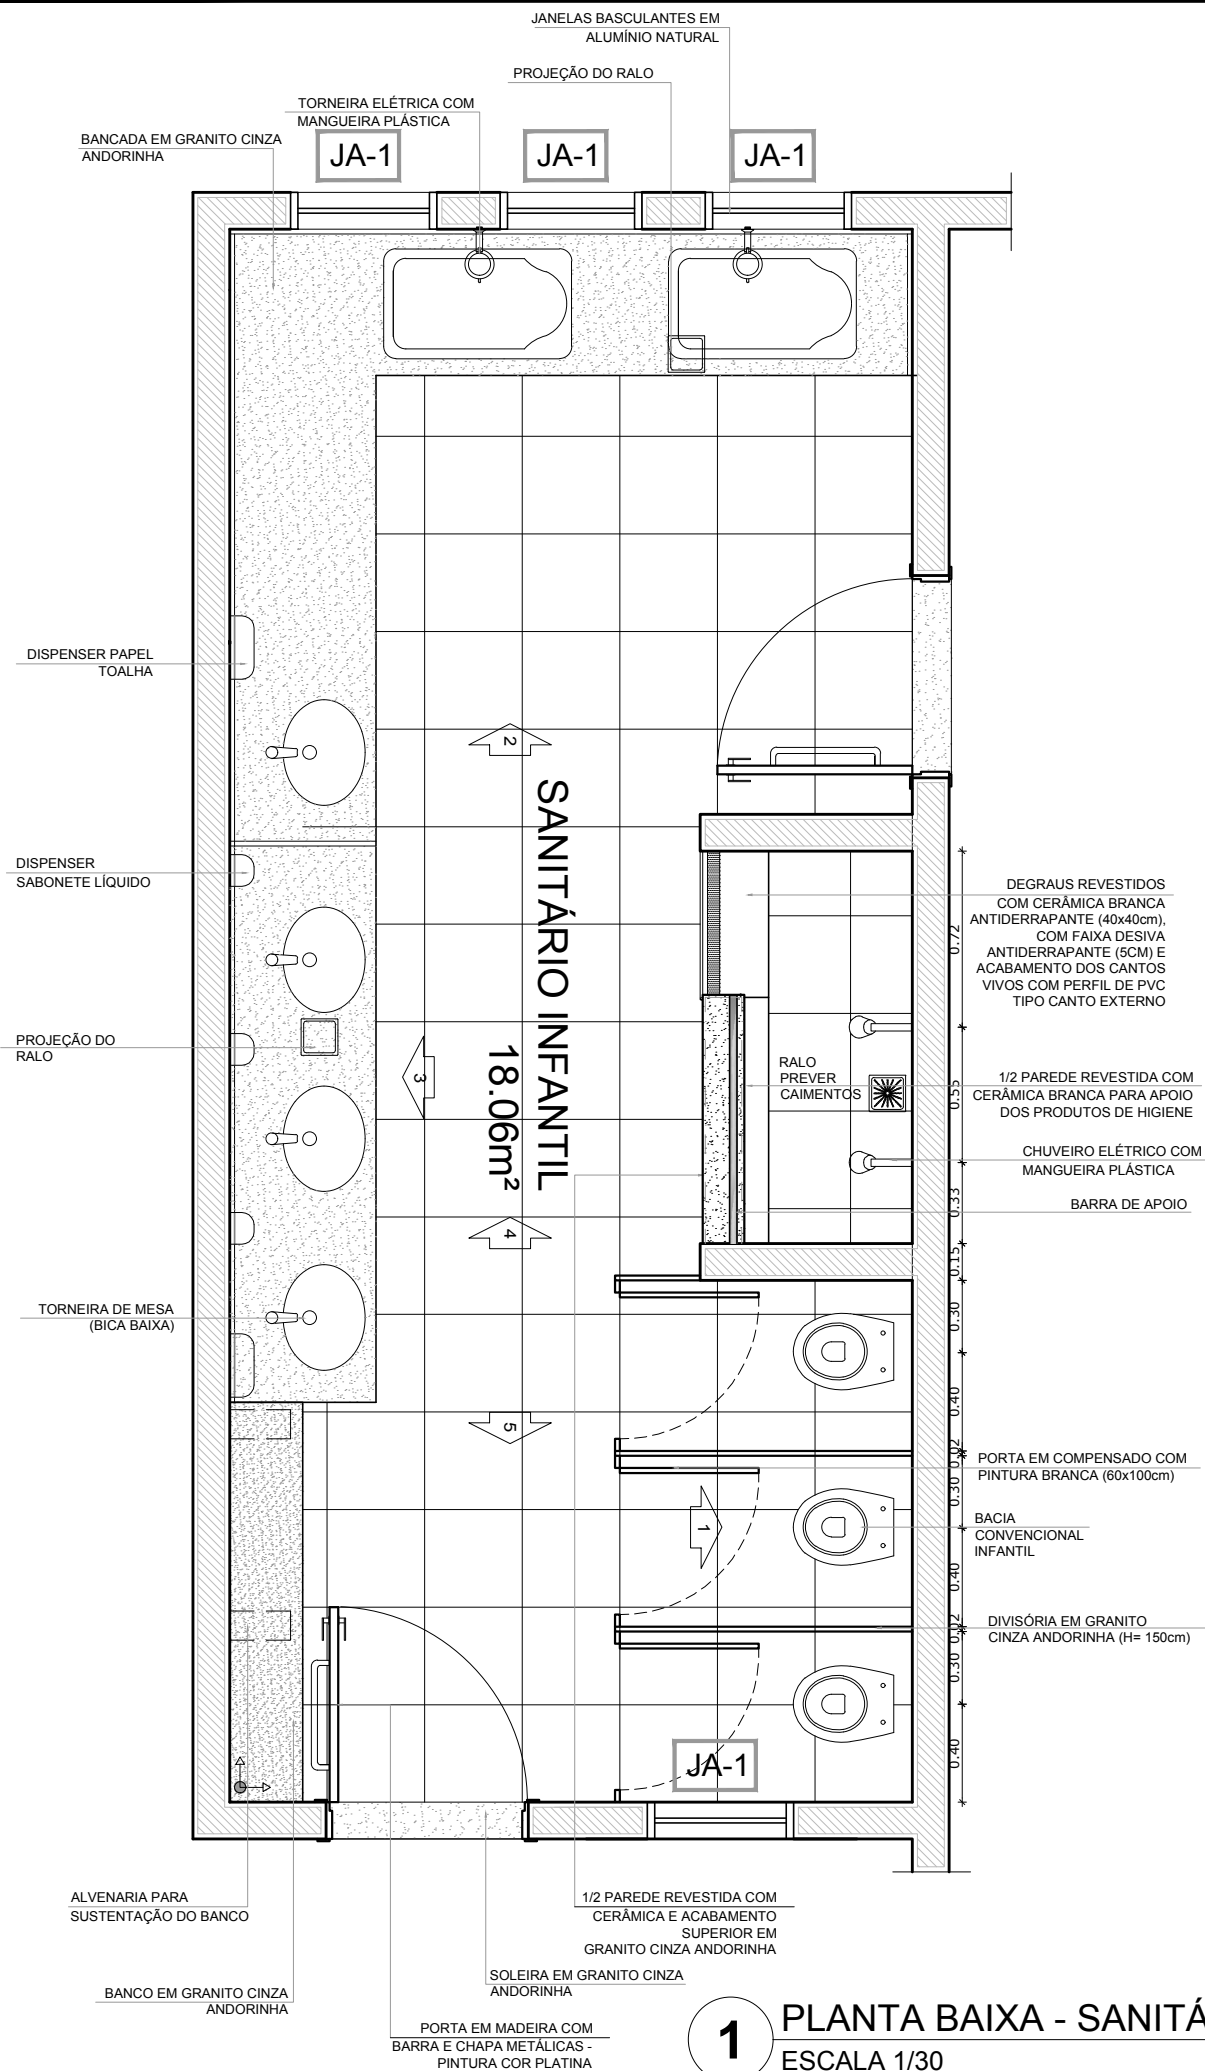 JANELAS BASCULANTES EM
ALUMÍNIO NATURAL
PROJEÇÃO DO RALO
TORNEIRA ELÉTRICA COM
MANGUEIRA PLÁSTICA
BANCADA EM GRANITO CINZA
ANDORINHA
JA-1
JA-1
JA-1
DISPENSER PAPEL
TOALHA
2
SANITÁRIO INFANTIL
18.06m²
DISPENSER
SABONETE LÍQUIDO
DEGRAUS REVESTIDOS
COM CERÂMICA BRANCA
ANTIDERRAPANTE (40x40cm),
COM FAIXA DESIVA
ANTIDERRAPANTE (5CM) E
ACABAMENTO DOS CANTOS
VIVOS COM PERFIL DE PVC
TIPO CANTO EXTERNO
0.72
PROJEÇÃO DO
RALO
3
RALO
PREVER
CAIMENTOS
0.55
1/2 PAREDE REVESTIDA COM
CERÂMICA BRANCA PARA APOIO
DOS PRODUTOS DE HIGIENE
CHUVEIRO ELÉTRICO COM
MANGUEIRA PLÁSTICA
0.33
BARRA DE APOIO
4
0.15
0.30
TORNEIRA DE MESA
(BICA BAIXA)
0.40
5
0.02
PORTA EM COMPENSADO COM
PINTURA BRANCA (60x100cm)
0.30
1
BACIA
CONVENCIONAL
INFANTIL
0.40
0.02
DIVISÓRIA EM GRANITO
CINZA ANDORINHA (H= 150cm)
0.30
0.40
JA-1
ALVENARIA PARA
SUSTENTAÇÃO DO BANCO
1/2 PAREDE REVESTIDA COM
CERÂMICA E ACABAMENTO
SUPERIOR EM
GRANITO CINZA ANDORINHA
SOLEIRA EM GRANITO CINZA
ANDORINHA
BANCO EM GRANITO CINZA
ANDORINHA
PORTA EM MADEIRA COM
BARRA E CHAPA METÁLICAS -
PINTURA COR PLATINA
1
PLANTA BAIXA - SANITÁ
ESCALA 1/30